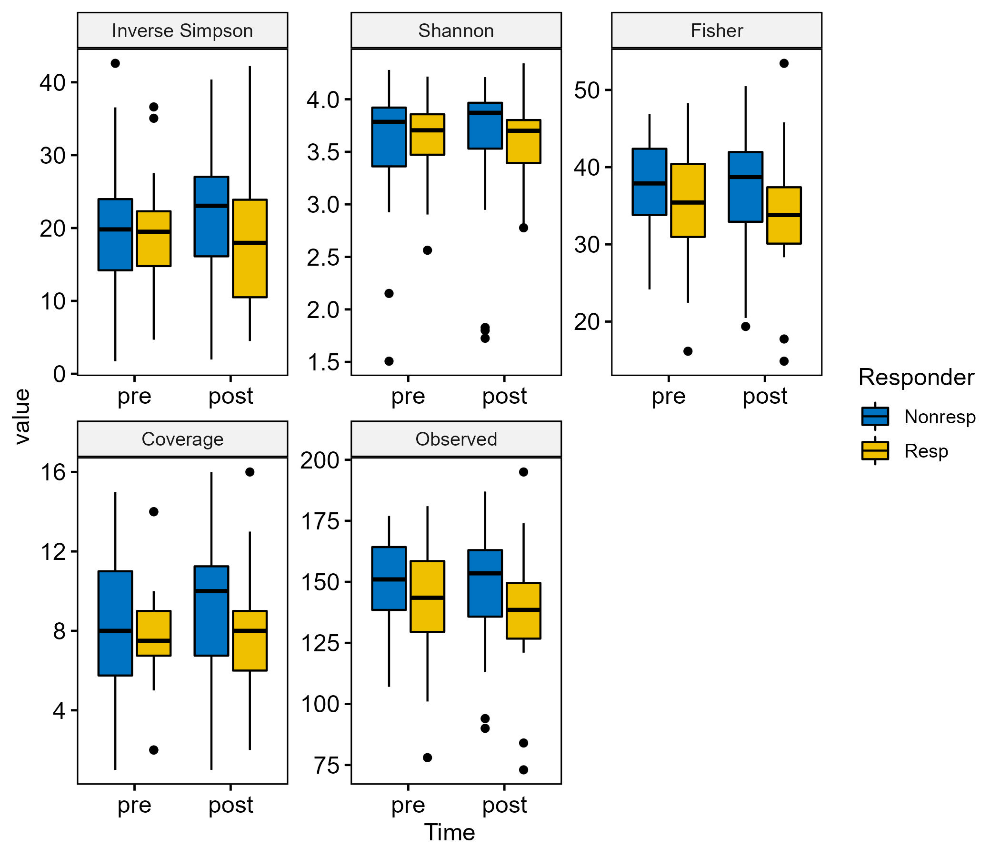 Inverse Simpson
Shannon
Fisher
40
30
20
10
0
4.0
3.5
3.0
2.5
2.0
1.5
50
40
30
20
pre
post
pre
post
pre
post
value
Coverage
Observed
16
12
8
4
200
175
150
125
100
75
pre
post
pre
post
Time
Responder
Nonresp
Resp